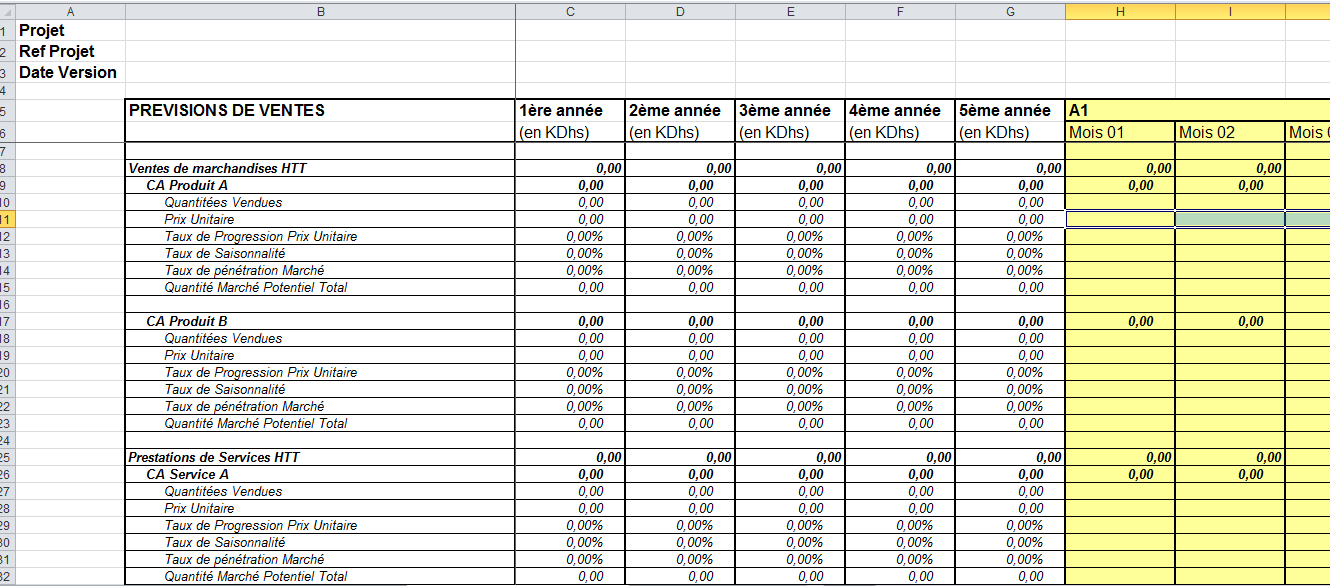 A B C D E F G H I
1 Projet
2 Ref Projet
3 Date Version
4
5 PREVISIONS DE VENTES 1ère année 2ème année 3ème année 4ème année 5ème année A1
6 (en KDhs) (en KDhs) (en KDhs) (en KDhs) (en KDhs) Mois 01 Mois 02 Mois
7
8 Ventes de marchandises HTT 0,00 0,00 0,00 0,00 0,00 0,00 0,00
9 CA Produit A 0,00 0,00 0,00 0,00 0,00 0,00 0,00
10 Quantitées Vendues 0,00 0,00 0,00 0,00 0,00
11 Prix Unitaire 0,00 0,00 0,00 0,00 0,00
12 Taux de Progression Prix Unitaire 0,00% 0,00% 0,00% 0,00% 0,00%
13 Taux de Saisonnalité 0,00% 0,00% 0,00% 0,00% 0,00%
14 Taux de pénétration Marché 0,00% 0,00% 0,00% 0,00% 0,00%
15 Quantité Marché Potentiel Total 0,00 0,00 0,00 0,00 0,00
16
17 CA Produit B 0,00 0,00 0,00 0,00 0,00 0,00 0,00
18 Quantitées Vendues 0,00 0,00 0,00 0,00 0,00
19 Prix Unitaire 0,00 0,00 0,00 0,00 0,00
20 Taux de Progression Prix Unitaire 0,00% 0,00% 0,00% 0,00% 0,00%
21 Taux de Saisonnalité 0,00% 0,00% 0,00% 0,00% 0,00%
22 Taux de pénétration Marché 0,00% 0,00% 0,00% 0,00% 0,00%
23 Quantité Marché Potentiel Total 0,00 0,00 0,00 0,00 0,00
24
25 Prestations de Services HTT 0,00 0,00 0,00 0,00 0,00 0,00 0,00
26 CA Service A 0,00 0,00 0,00 0,00 0,00 0,00 0,00
27 Quantitées Vendues 0,00 0,00 0,00 0,00 0,00
28 Prix Unitaire 0,00 0,00 0,00 0,00 0,00
29 Taux de Progression Prix Unitaire 0,00% 0,00% 0,00% 0,00% 0,00%
30 Taux de Saisonnalité 0,00% 0,00% 0,00% 0,00% 0,00%
31 Taux de pénétration Marché 0,00% 0,00% 0,00% 0,00% 0,00%
32 Quantité Marché Potentiel Total 0,00 0,00 0,00 0,00 0,00